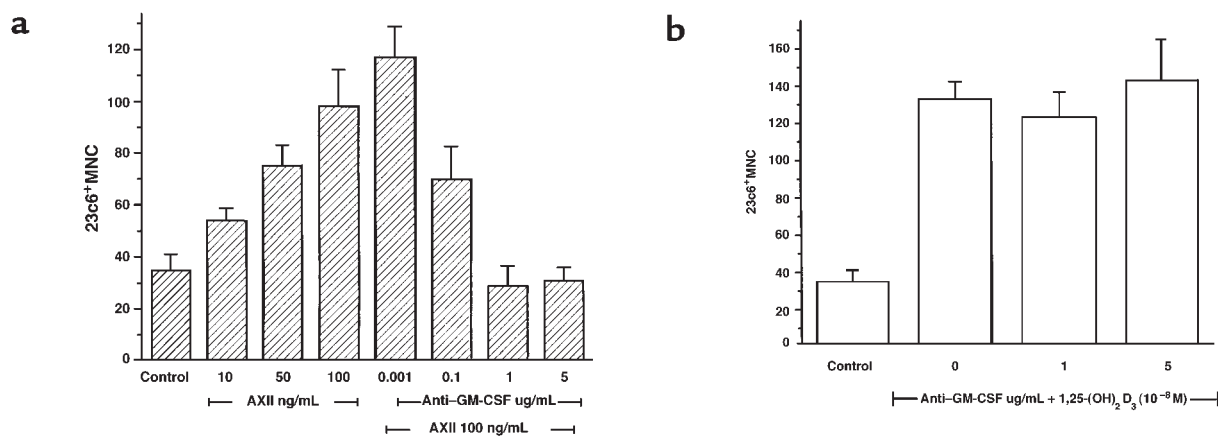 a
23c6+MNC
120
100
80
60
40
20
0
Control
10
50
100
0.001
0.1
1
5
AXII ng/mL
Anti–GM-CSF ug/mL
AXII 100 ng/mL
b
23c6+MNC
160
140
120
160
80
60
40
160
0
Control
0
1
5
Anti–GM-CSF ug/mL + 1,25-(OH)2 D3 (10−8 M)